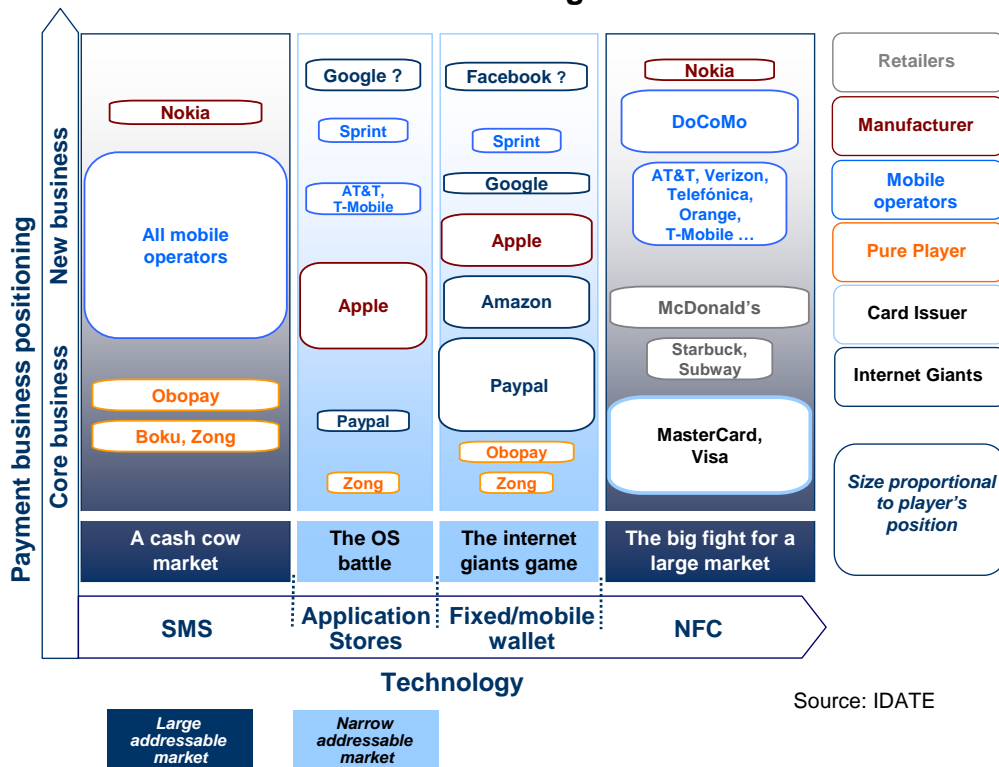 Payment business positioning
New business
Core business
Nokia
All mobile
operators
Obopay
Boku, Zong
A cash cow
market
Google ?
Sprint
AT&T,
T-Mobile
Apple
Paypal
Zong
The OS
battle
Facebook ?
Sprint
Google
Apple
Amazon
Paypal
Obopay
Zong
The internet
giants game
Nokia
DoCoMo
AT&T, Verizon,
Telefónica,
Orange,
T-Mobile ...
McDonald's
Starbuck,
Subway
MasterCard,
Visa
The big fight for a
large market
Retailers
Manufacturer
Mobile
operators
Pure Player
Card Issuer
Internet Giants
Size proportional
to player's
position
SMS
Application
Stores
Fixed/mobile
wallet
NFC
Technology
Source: IDATE
Large
addressable
market
Narrow
addressable
market